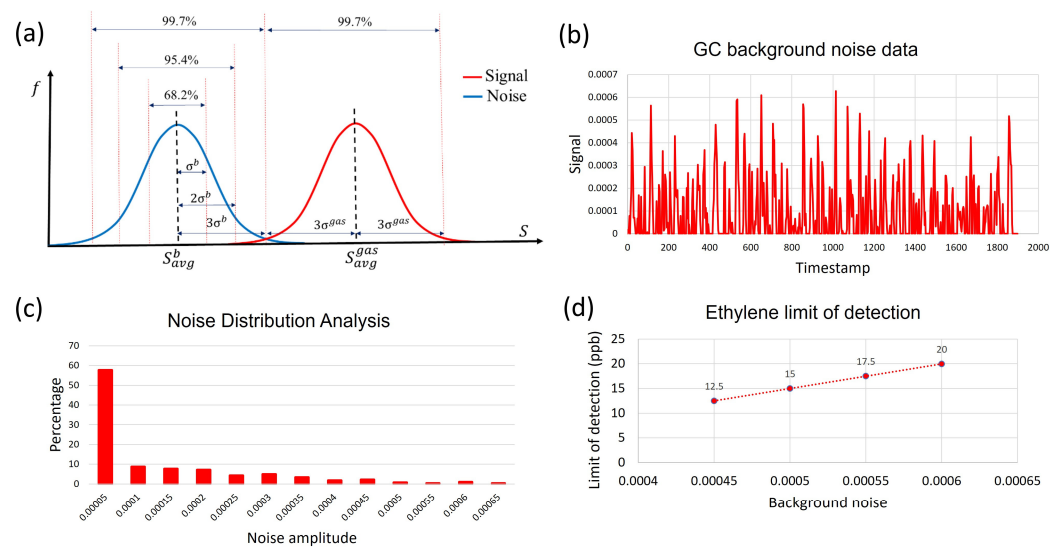 (a)
99.7% 99.7%
95.4%
68.2%
f
Signal
Noise
σᵇ
2σᵇ
3σᵇ 3σᵍᵃˢ 3σᵍᵃˢ
S
Sᵇavg Sᵍᵃˢavg
(b)
GC background noise data
0.0007
0.0006
0.0005
0.0004
0.0003
0.0002
0.0001
0
Signal
0 200 400 600 800 1000 1200 1400 1600 1800 2000
Timestamp
(c)
Noise Distribution Analysis
70
60
50
40
30
20
10
0
Percentage
0.00005 0.0001 0.00015 0.0002 0.00025 0.0003 0.00035 0.0004 0.00045 0.0005 0.00055 0.0006 0.00065
Noise amplitude
(d)
Ethylene limit of detection
25
20
15
10
5
0
Limit of detection (ppb)
12.5 15 17.5 20
0.0004 0.00045 0.0005 0.00055 0.0006 0.00065
Background noise